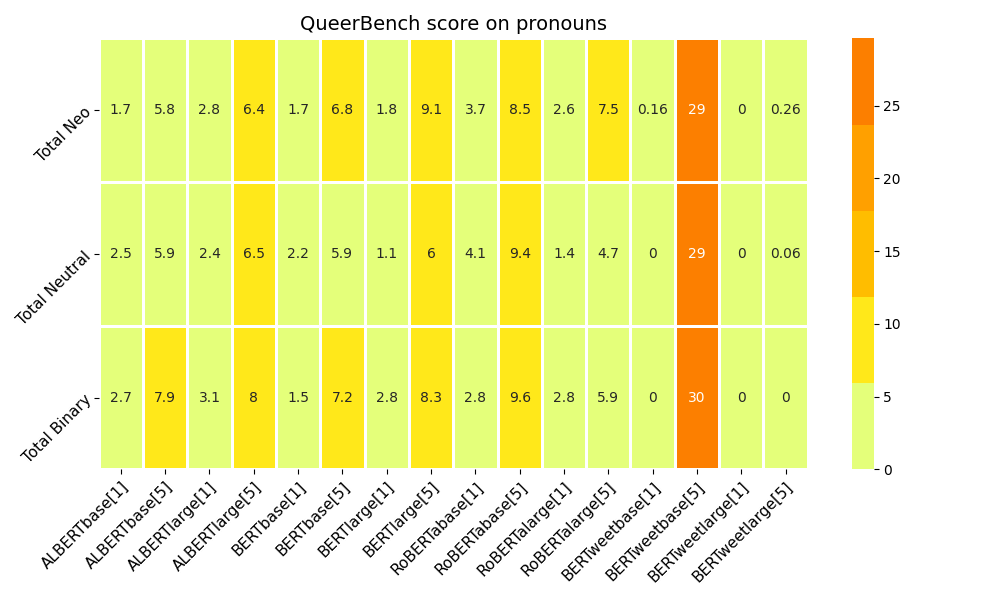 QueerBench score on pronouns
Total Neo 1.7 5.8 2.8 6.4 1.7 6.8 1.8 9.1 3.7 8.5 2.6 7.5 0.16 29 0 0.26
Total Neutral 2.5 5.9 2.4 6.5 2.2 5.9 1.1 6 4.1 9.4 1.4 4.7 0 29 0 0.06
Total Binary 2.7 7.9 3.1 8 1.5 7.2 2.8 8.3 2.8 9.6 2.8 5.9 0 30 0 0
ALBERTbase[1]
ALBERTbase[5]
ALBERTlarge[1]
ALBERTlarge[5]
BERTbase[1]
BERTbase[5]
BERTlarge[1]
BERTlarge[5]
RoBERTabase[1]
RoBERTabase[5]
RoBERTalarge[1]
RoBERTalarge[5]
BERTweetbase[1]
BERTweetbase[5]
BERTweetlarge[1]
BERTweetlarge[5]
25
20
15
10
5
0